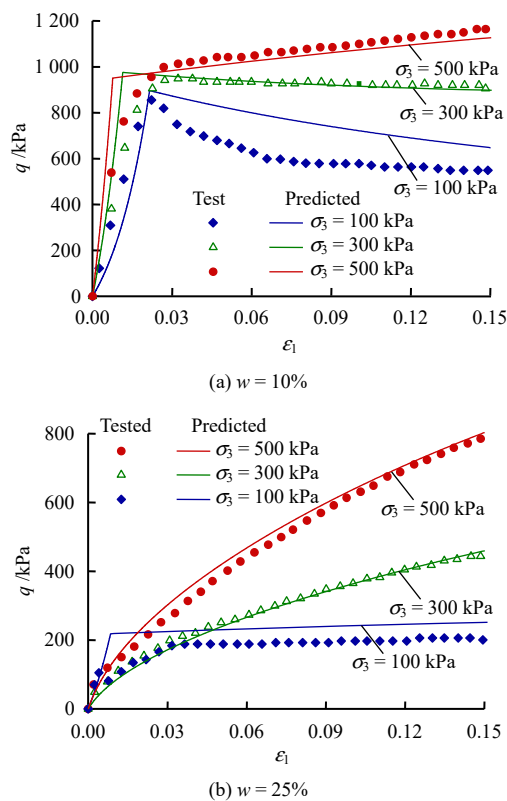 1 200
1 000
800
600
400
200
0
q /kPa
σ3 = 500 kPa
σ3 = 300 kPa
σ3 = 100 kPa
Test Predicted
σ3 = 100 kPa
σ3 = 300 kPa
σ3 = 500 kPa
0.00 0.03 0.06 0.09 0.12 0.15
ε1
(a) w = 10%
Tested Predicted
σ3 = 500 kPa
σ3 = 300 kPa
σ3 = 100 kPa
800
600
400
200
0
q /kPa
σ3 = 500 kPa
σ3 = 300 kPa
σ3 = 100 kPa
0.00 0.03 0.06 0.09 0.12 0.15
ε1
(b) w = 25%